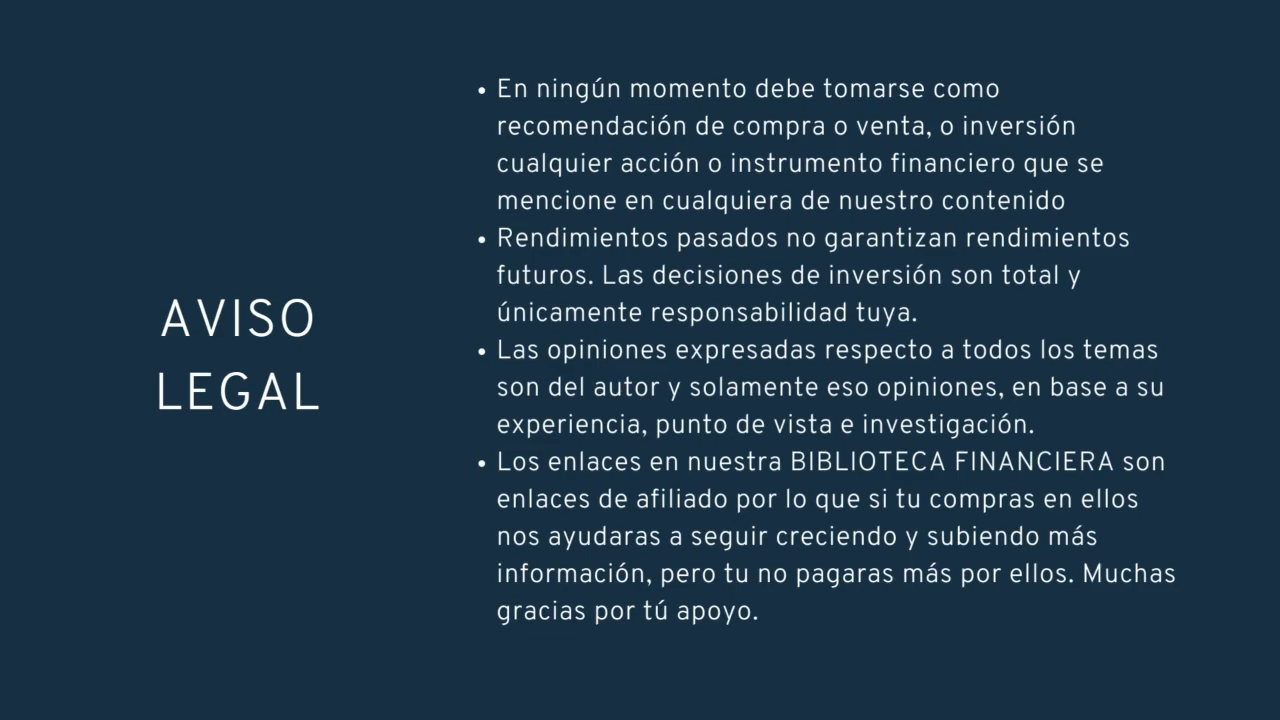 AVISO
LEGAL
• En ningún momento debe tomarse como
recomendación de compra o venta, o inversión
cualquier acción o instrumento financiero que se
mencione en cualquiera de nuestro contenido
• Rendimientos pasados no garantizan rendimientos
futuros. Las decisiones de inversión son total y
únicamente responsabilidad tuya.
• Las opiniones expresadas respecto a todos los temas
son del autor y solamente eso opiniones, en base a su
experiencia, punto de vista e investigación.
• Los enlaces en nuestra BIBLIOTECA FINANCIERA son
enlaces de afiliado por lo que si tu compras en ellos
nos ayudaras a seguir creciendo y subiendo más
información, pero tu no pagaras más por ellos. Muchas
gracias por tú apoyo.